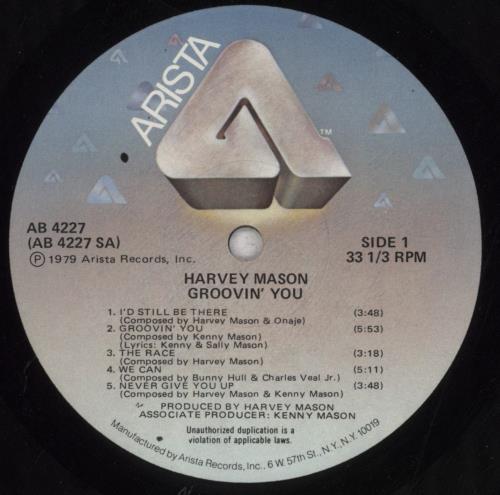 ARISTA
TM
AB 4227
(AB 4227 SA)
Ⓟ 1979 Arista Records, Inc.
SIDE 1
33 1/3 RPM
HARVEY MASON
GROOVIN' YOU
1. I'D STILL BE THERE (3:48)
(Composed by Harvey Mason & Onaje)
2. GROOVIN' YOU (5:53)
(Composed by Kenny Mason)
(Lyrics: Kenny & Sally Mason)
3. THE RACE (3:18)
(Composed by Harvey Mason)
4. WE CAN (5:11)
(Composed by Bunny Hull & Charles Veal Jr.)
5. NEVER GIVE YOU UP (3:48)
(Composed by Harvey Mason & Kenny Mason)
PRODUCED BY HARVEY MASON
ASSOCIATE PRODUCER: KENNY MASON
Unauthorized duplication is a
violation of applicable laws.
Manufactured by Arista Records, Inc., 6 W. 57th St., N.Y., N.Y. 10019